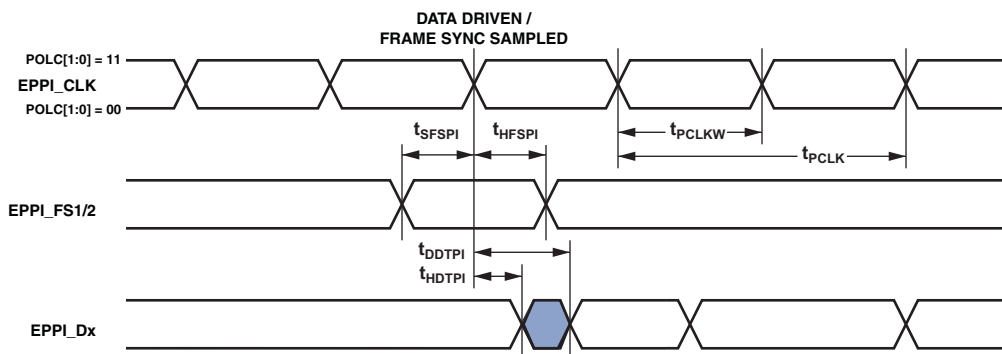 DATA DRIVEN /
FRAME SYNC SAMPLED
POLC[1:0] = 11
EPPI_CLK
POLC[1:0] = 00
tSFSPI
tHFSPI
tPCLKW
tPCLK
EPPI_FS1/2
tDDTPI
tHDTPI
EPPI_Dx